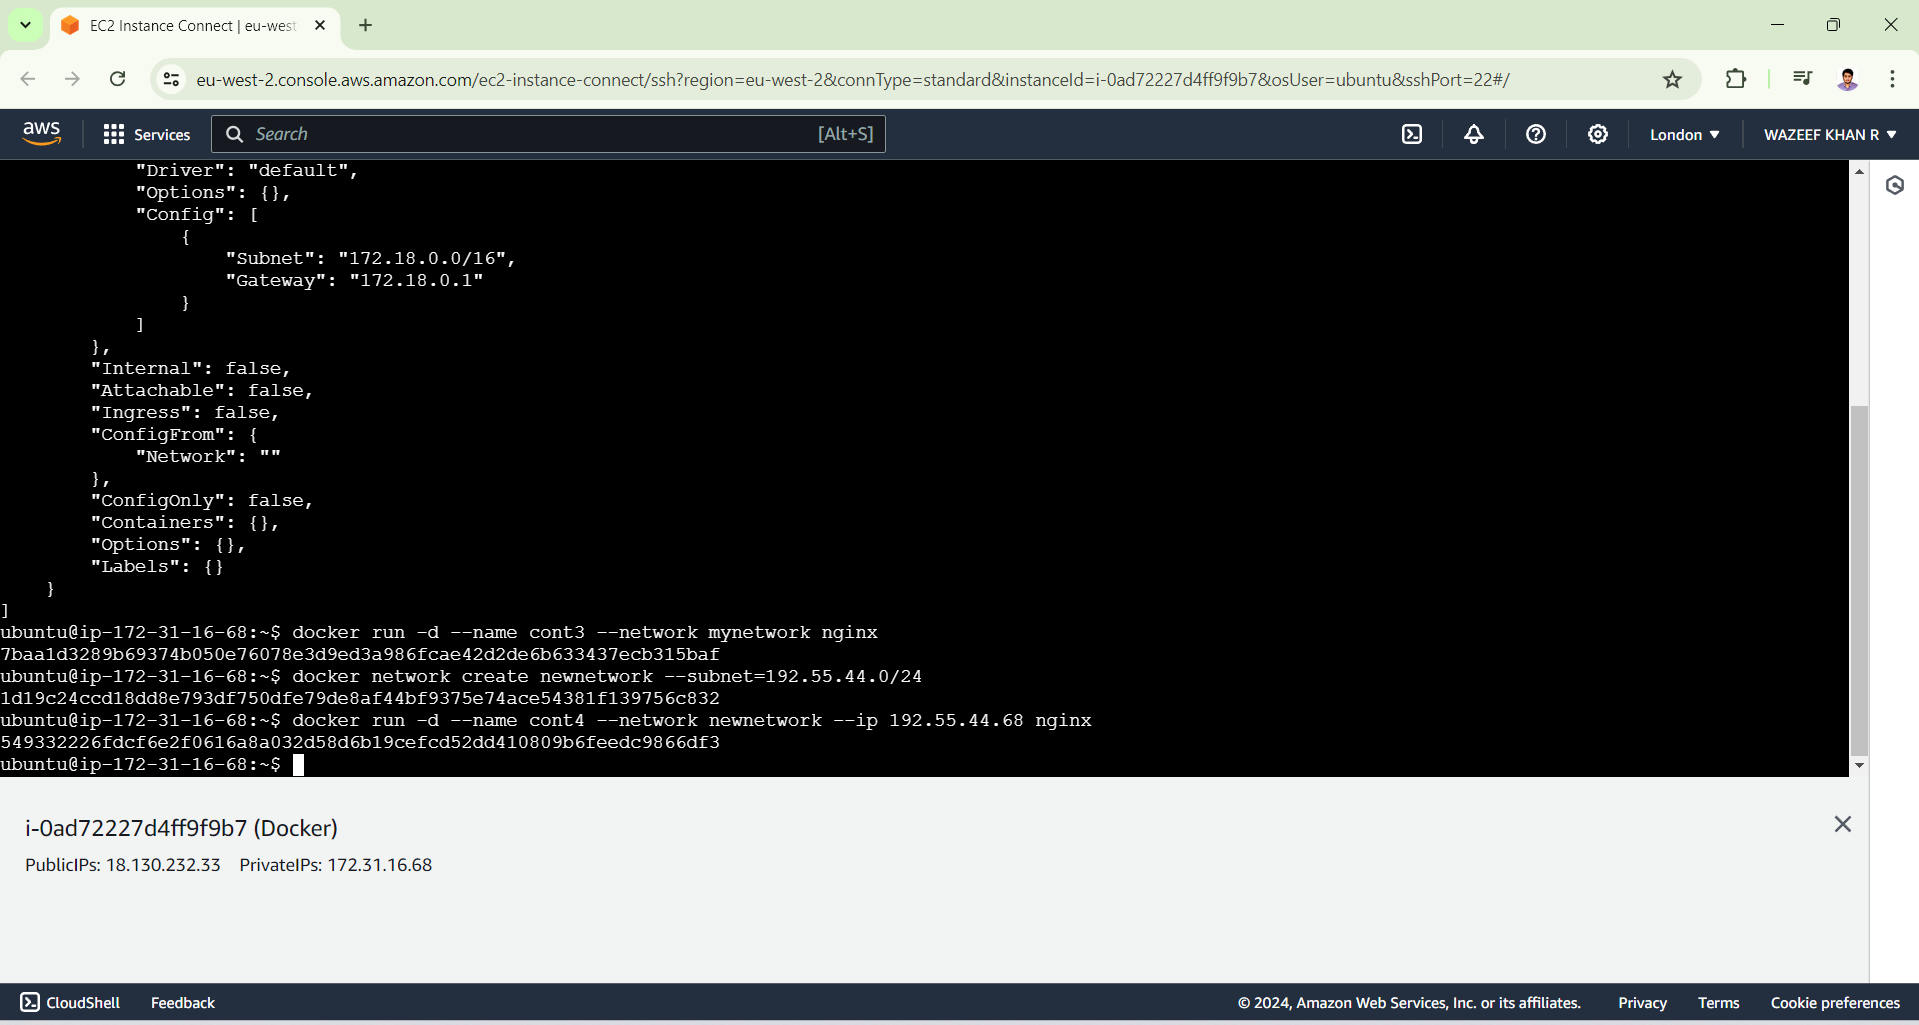 EC2 Instance Connect | eu-west
eu-west-2.console.aws.amazon.com/ec2-instance-connect/ssh?region=eu-west-2&connType=standard&instanceId=i-0ad72227d4ff9f9b7&osUser=ubuntu&sshPort=22#/
aws Services Search [Alt+S] London WAZEEF KHAN R
            "Driver": "default",
            "Options": {},
            "Config": [
                {
                    "Subnet": "172.18.0.0/16",
                    "Gateway": "172.18.0.1"
                }
            ]
        },
        "Internal": false,
        "Attachable": false,
        "Ingress": false,
        "ConfigFrom": {
            "Network": ""
        },
        "ConfigOnly": false,
        "Containers": {},
        "Options": {},
        "Labels": {}
    }
]
ubuntu@ip-172-31-16-68:~$ docker run -d --name cont3 --network mynetwork nginx
7baa1d3289b69374b050e76078e3d9ed3a986fcae42d2de6b633437ecb315baf
ubuntu@ip-172-31-16-68:~$ docker network create newnetwork --subnet=192.55.44.0/24
1d19c24ccd18dd8e793df750dfe79de8af44bf9375e74ace54381f139756c832
ubuntu@ip-172-31-16-68:~$ docker run -d --name cont4 --network newnetwork --ip 192.55.44.68 nginx
549332226fdcf6e2f0616a8a032d58d6b19cefcd52dd410809b6feedc9866df3
ubuntu@ip-172-31-16-68:~$
i-0ad72227d4ff9f9b7 (Docker)
PublicIPs: 18.130.232.33 PrivateIPs: 172.31.16.68
CloudShell Feedback © 2024, Amazon Web Services, Inc. or its affiliates. Privacy Terms Cookie preferences